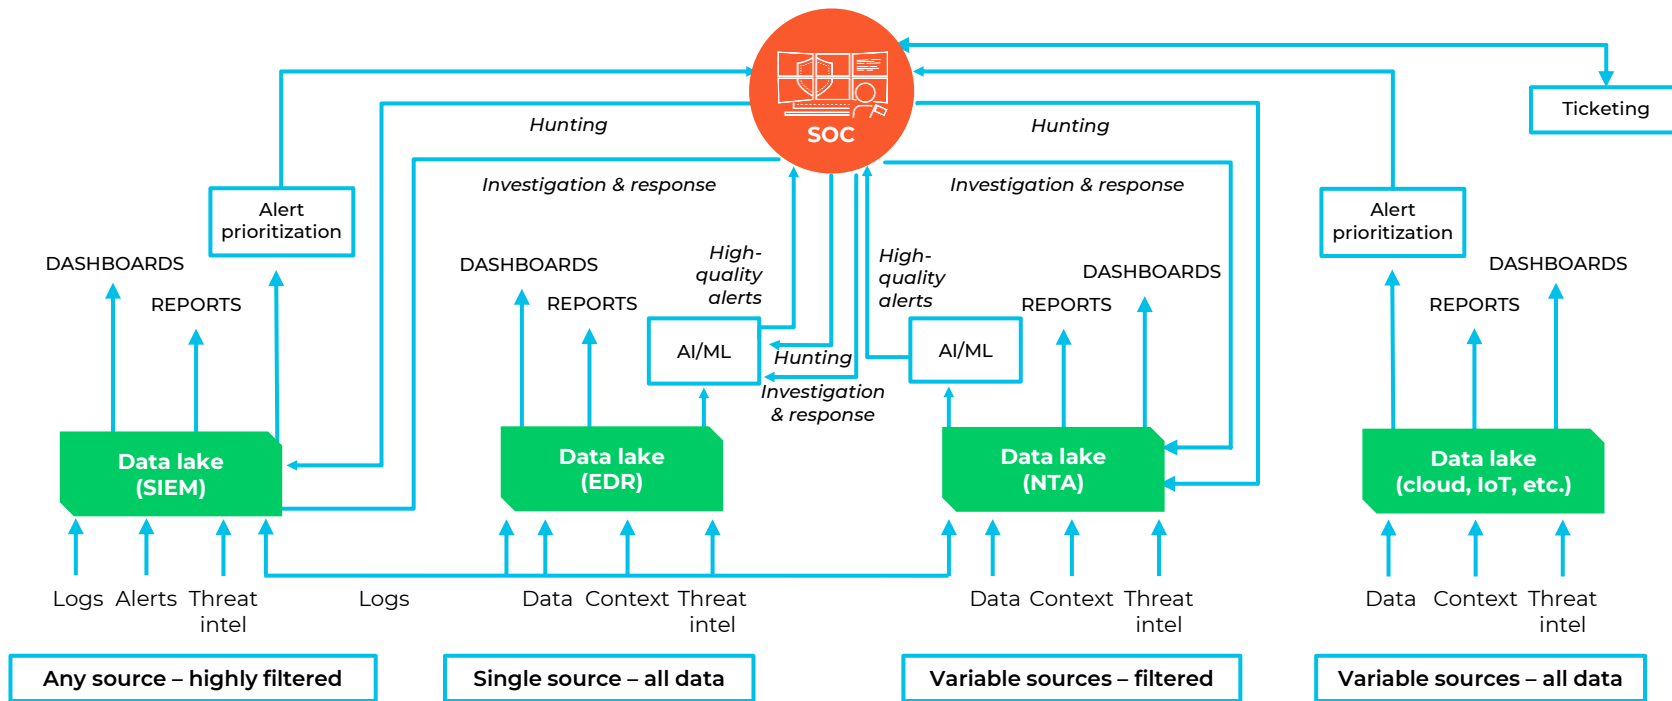 SOC
Ticketing
Hunting
Hunting
Investigation & response
Investigation & response
Alert
prioritization
Alert
prioritization
DASHBOARDS
REPORTS
DASHBOARDS
REPORTS
High-
quality
alerts
High-
quality
alerts
DASHBOARDS
REPORTS
DASHBOARDS
REPORTS
AI/ML
Hunting
Investigation
& response
AI/ML
Data lake
(SIEM)
Data lake
(EDR)
Data lake
(NTA)
Data lake
(cloud, IoT, etc.)
Logs
Alerts
Threat
intel
Logs
Data
Context
Threat
intel
Data
Context
Threat
intel
Data
Context
Threat
intel
Any source – highly filtered
Single source – all data
Variable sources – filtered
Variable sources – all data